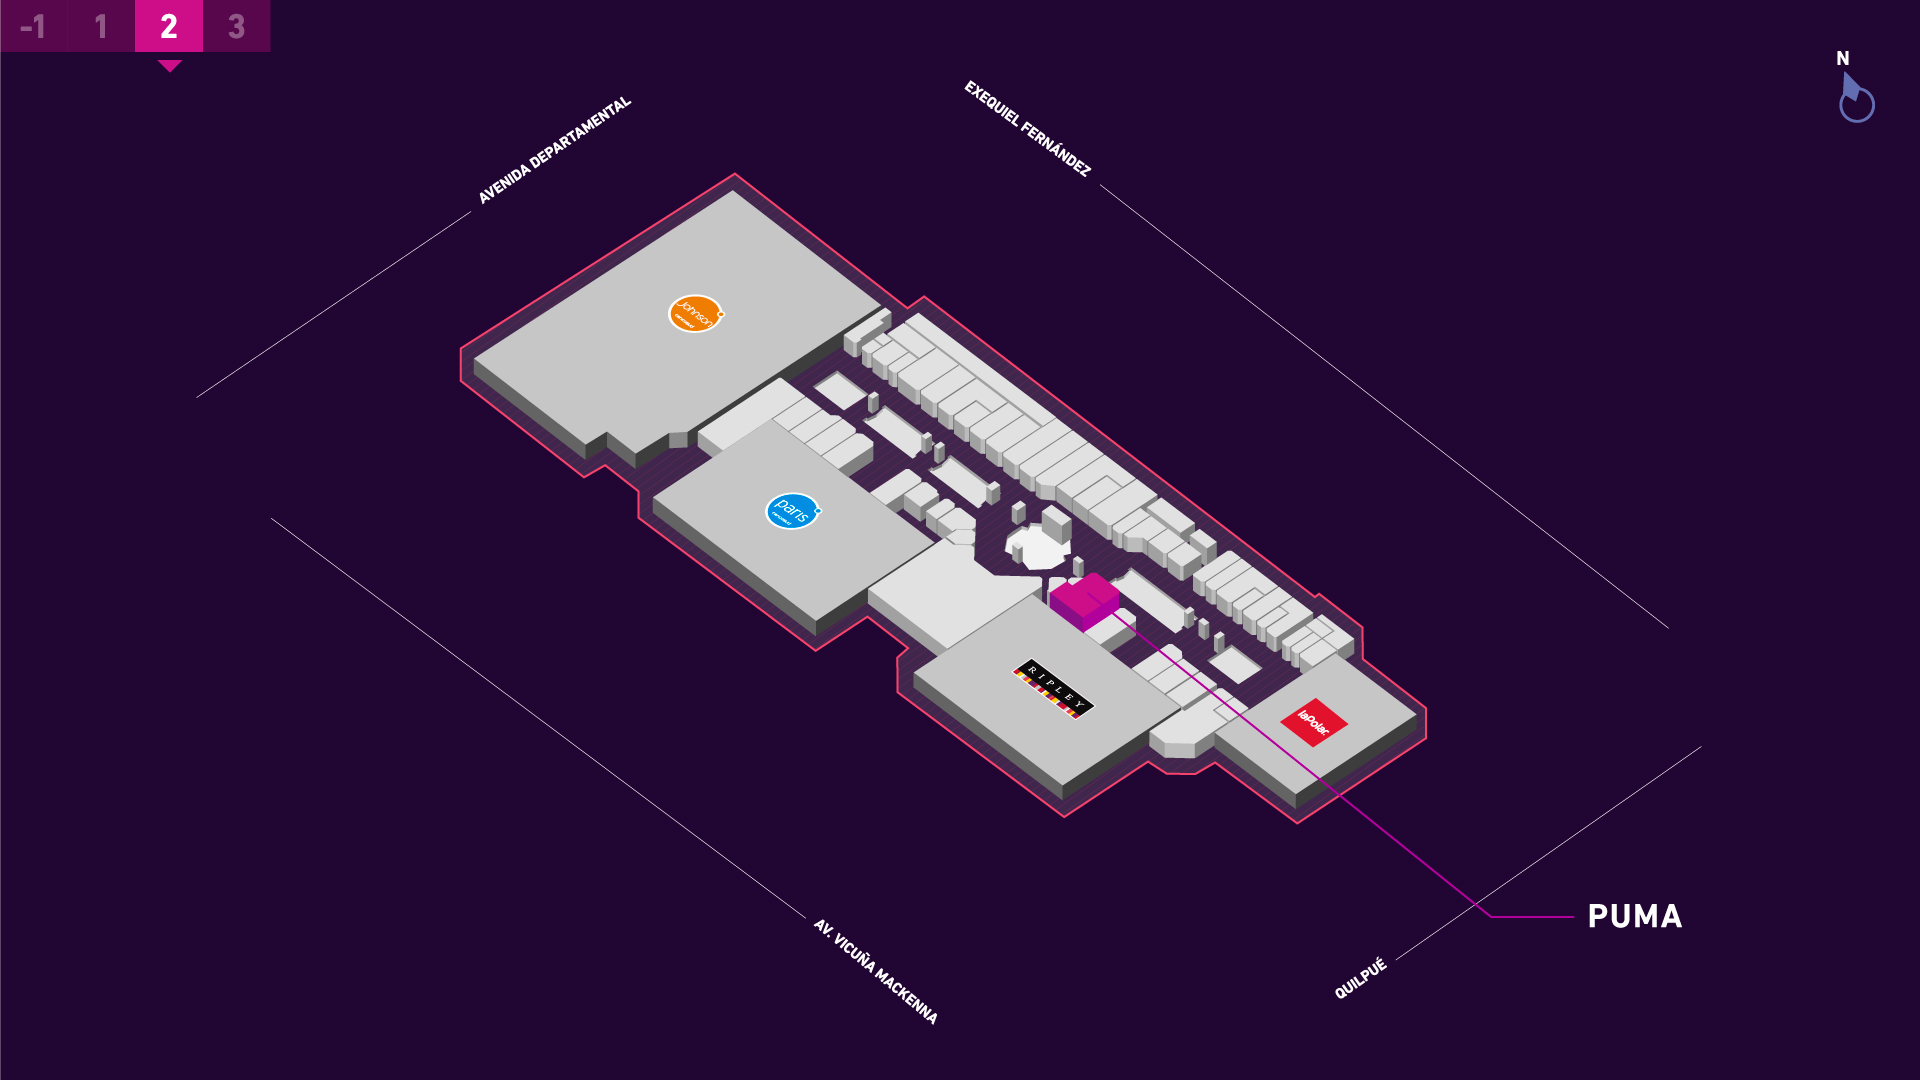 -1 1 2 3
N
AVENIDA DEPARTAMENTAL
EXEQUIEL FERNÁNDEZ
Johnson
paris
RIPLEY
laPolar
PUMA
AV. VICUÑA MACKENNA
QUILPUÉ